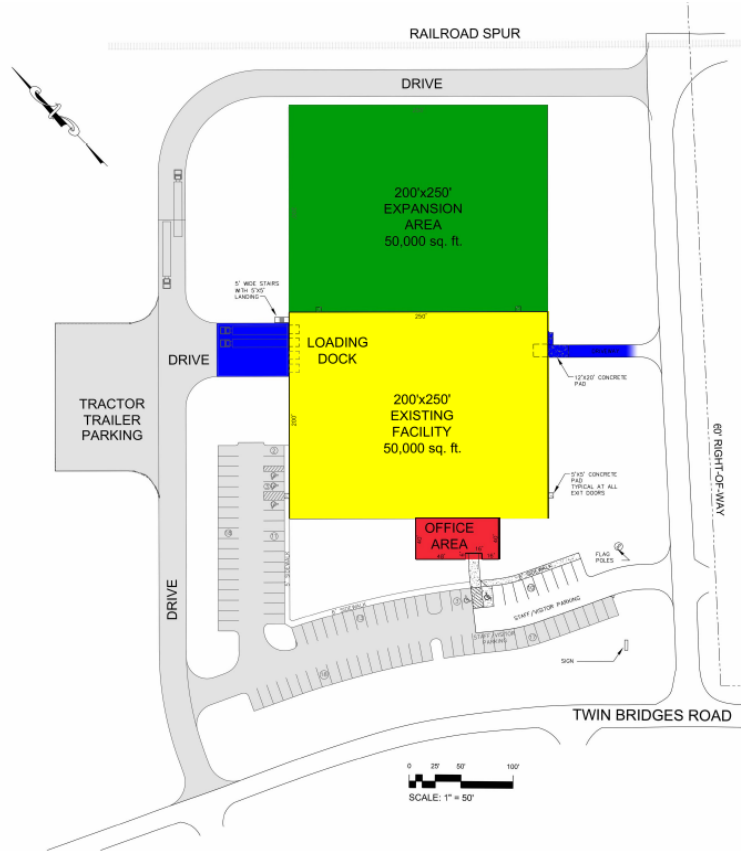 RAILROAD SPUR
DRIVE
200'x250'
EXPANSION
AREA
50,000 sq. ft.
5' WIDE STAIRS
WITH 5'X5'
LANDING
250'
LOADING
DOCK
DRIVE
12'X20' CONCRETE
PAD
TRACTOR
TRAILER
PARKING
200'x250'
EXISTING
FACILITY
50,000 sq. ft.
200'
60' RIGHT-OF-WAY
5'X5' CONCRETE
PAD
TYPICAL AT ALL
EXIT DOORS
OFFICE
AREA
FLAG
POLES
5' SIDEWALK
STAFF/VISITOR PARKING
STAFF/VISITOR
PARKING
DRIVE
SIGN
TWIN BRIDGES ROAD
0 25' 50' 100'
SCALE: 1" = 50'